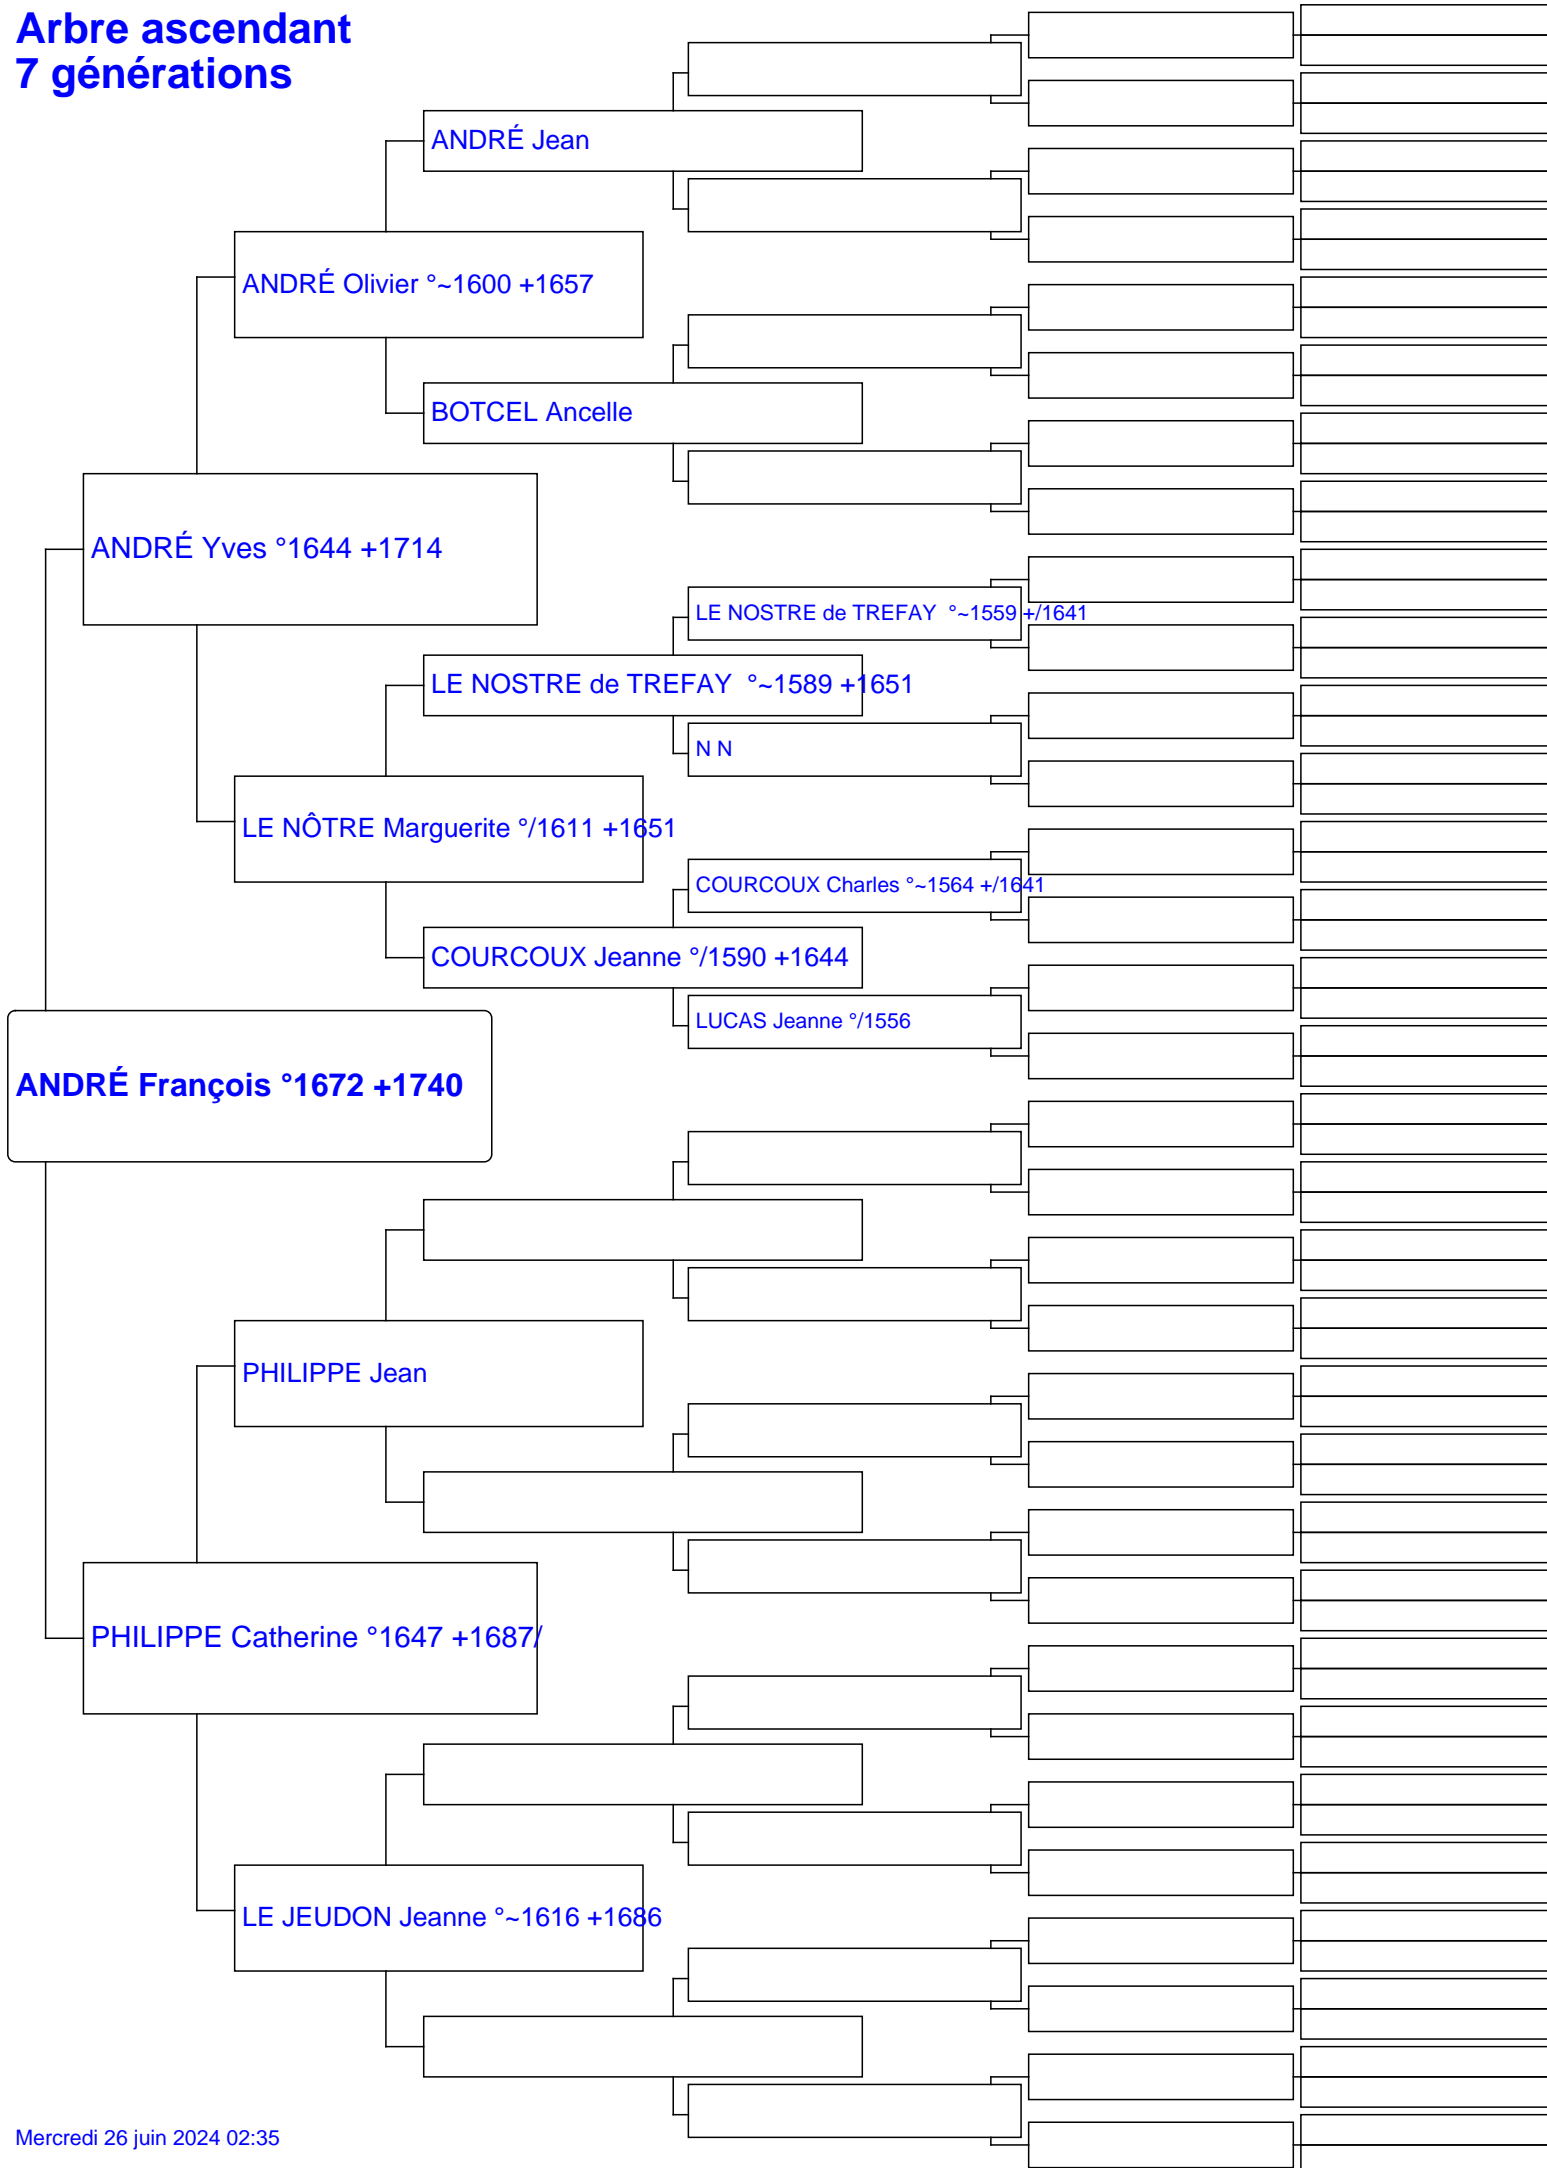 Arbre ascendant
7 générations
ANDRÉ Jean
ANDRÉ Olivier °~1600 +1657
BOTCEL Ancelle
ANDRÉ Yves °1644 +1714
LE NOSTRE de TREFAY  °~1559 +/1641
LE NOSTRE de TREFAY  °~1589 +1651
N N
LE NÔTRE Marguerite °/1611 +1651
COURCOUX Charles °~1564 +/1641
COURCOUX Jeanne °/1590 +1644
LUCAS Jeanne °/1556
ANDRÉ François °1672 +1740
PHILIPPE Jean
PHILIPPE Catherine °1647 +1687/
LE JEUDON Jeanne °~1616 +1686
Mercredi 26 juin 2024 02:35